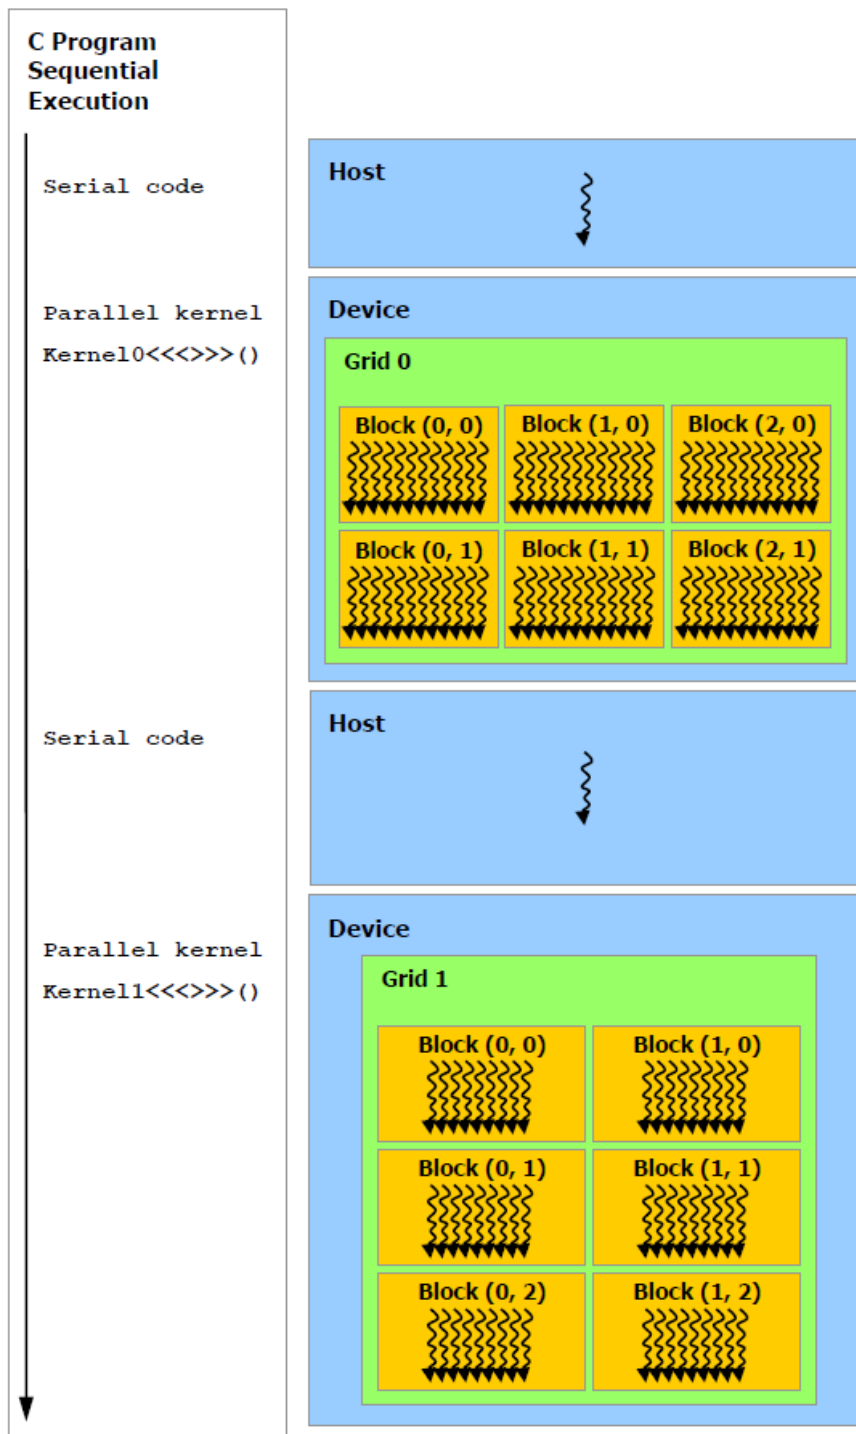 C Program
Sequential
Execution
Serial code
Host
Parallel kernel
Kernel0<<<>>>()
Device
Grid 0
Block (0, 0)
Block (1, 0)
Block (2, 0)
Block (0, 1)
Block (1, 1)
Block (2, 1)
Serial code
Host
Parallel kernel
Kernel1<<<>>>()
Device
Grid 1
Block (0, 0)
Block (1, 0)
Block (0, 1)
Block (1, 1)
Block (0, 2)
Block (1, 2)